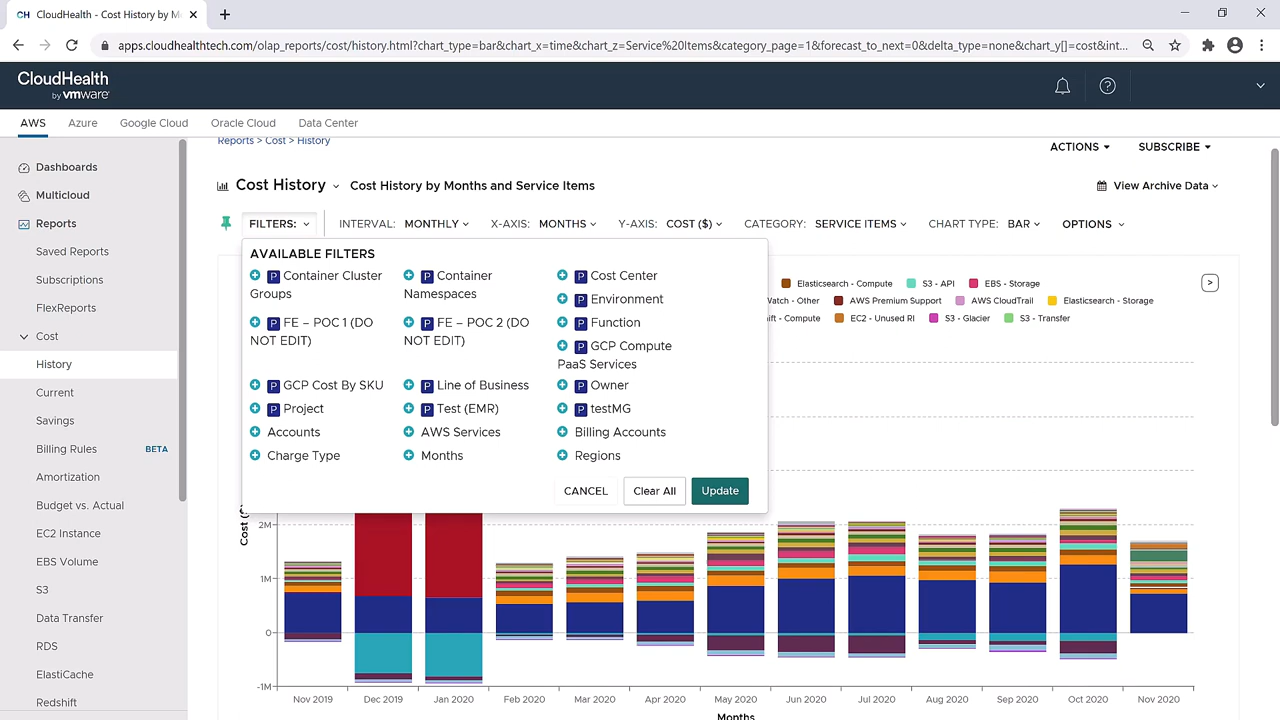 CH CloudHealth - Cost History by M
apps.cloudhealthtech.com/olap_reports/cost/history.html?chart_type=bar&chart_x=time&chart_z=Service%20Items&category_page=1&forecast_to_next=0&delta_type=none&chart_y[]=cost&int...
CloudHealth
by vmware
AWS Azure Google Cloud Oracle Cloud Data Center
Reports > Cost > History
ACTIONS SUBSCRIBE
Dashboards
Multicloud
Reports
Saved Reports
Subscriptions
FlexReports
Cost
History
Current
Savings
Billing Rules BETA
Amortization
Budget vs. Actual
EC2 Instance
EBS Volume
S3
Data Transfer
RDS
ElastiCache
Redshift
Cost History Cost History by Months and Service Items
View Archive Data
FILTERS: INTERVAL: MONTHLY X-AXIS: MONTHS Y-AXIS: COST ($) CATEGORY: SERVICE ITEMS CHART TYPE: BAR OPTIONS
AVAILABLE FILTERS
P Container Cluster Groups
P Container Namespaces
P Cost Center
P Environment
P FE – POC 1 (DO NOT EDIT)
P FE – POC 2 (DO NOT EDIT)
P Function
P GCP Compute PaaS Services
P GCP Cost By SKU
P Line of Business
P Owner
P Project
P Test (EMR)
P testMG
Accounts
AWS Services
Billing Accounts
Charge Type
Months
Regions
CANCEL Clear All Update
Elasticsearch - Compute S3 - API EBS - Storage
Watch - Other AWS Premium Support AWS CloudTrail Elasticsearch - Storage
ift - Compute EC2 - Unused RI S3 - Glacier S3 - Transfer
>
Cost (
2M
1M
0
-1M
Nov 2019 Dec 2019 Jan 2020 Feb 2020 Mar 2020 Apr 2020 May 2020 Jun 2020 Jul 2020 Aug 2020 Sep 2020 Oct 2020 Nov 2020
Months